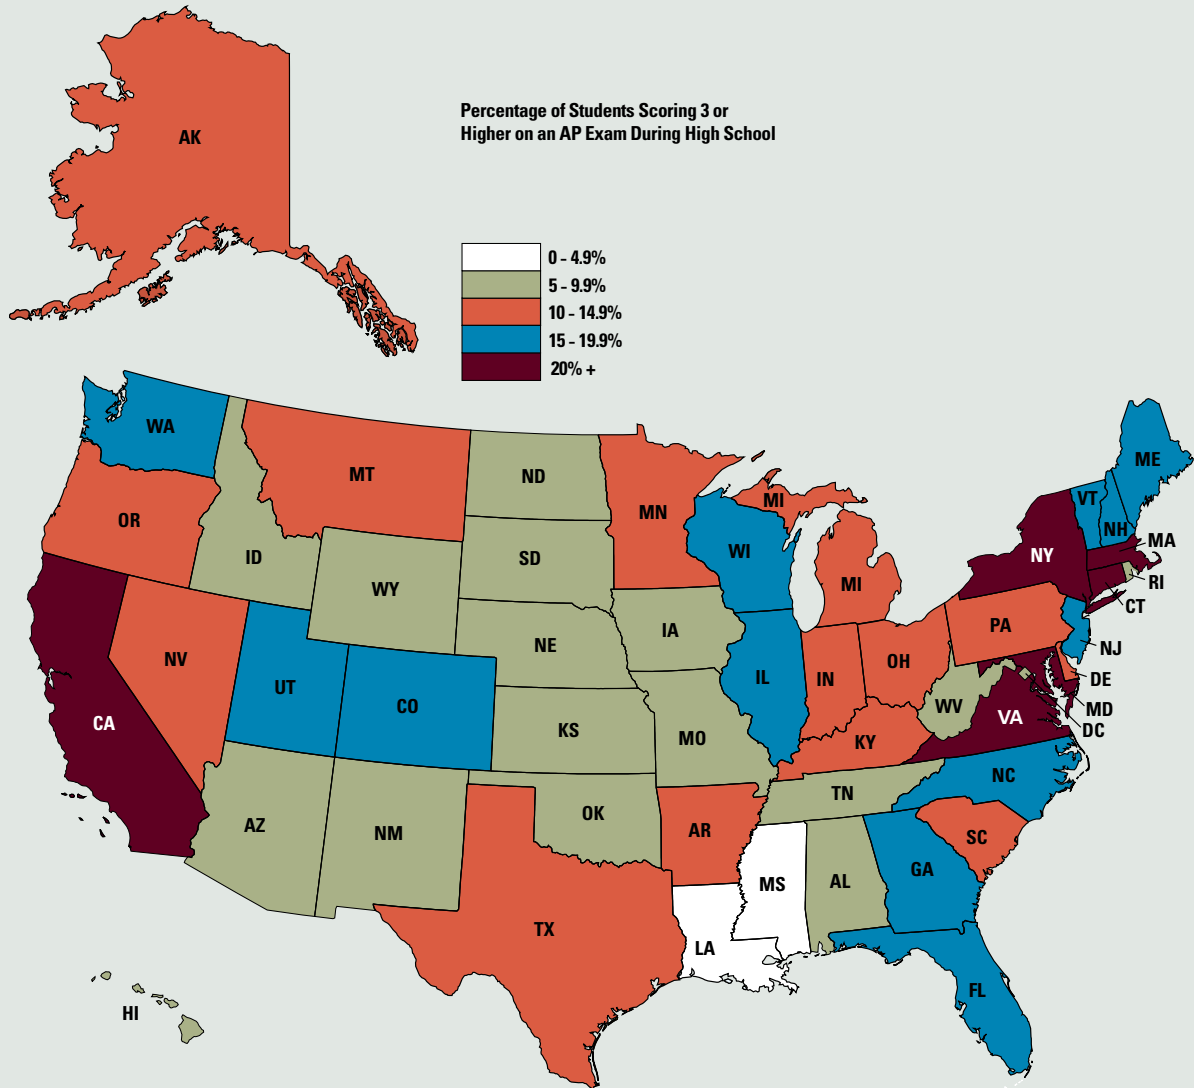 Percentage of Students Scoring 3 or
Higher on an AP Exam During High School
AK
0 - 4.9%
5 - 9.9%
10 - 14.9%
15 - 19.9%
20% +
WA
MT
ND
MN
MI
ME
VT
NH
OR
ID
SD
WI
NY
MA
WY
MI
RI
CT
IA
NE
PA
NJ
NV
UT
CO
IL
IN
OH
DE
CA
KS
MO
WV
VA
MD
DC
KY
NC
AZ
NM
OK
TN
AR
SC
MS
AL
GA
TX
LA
FL
HI